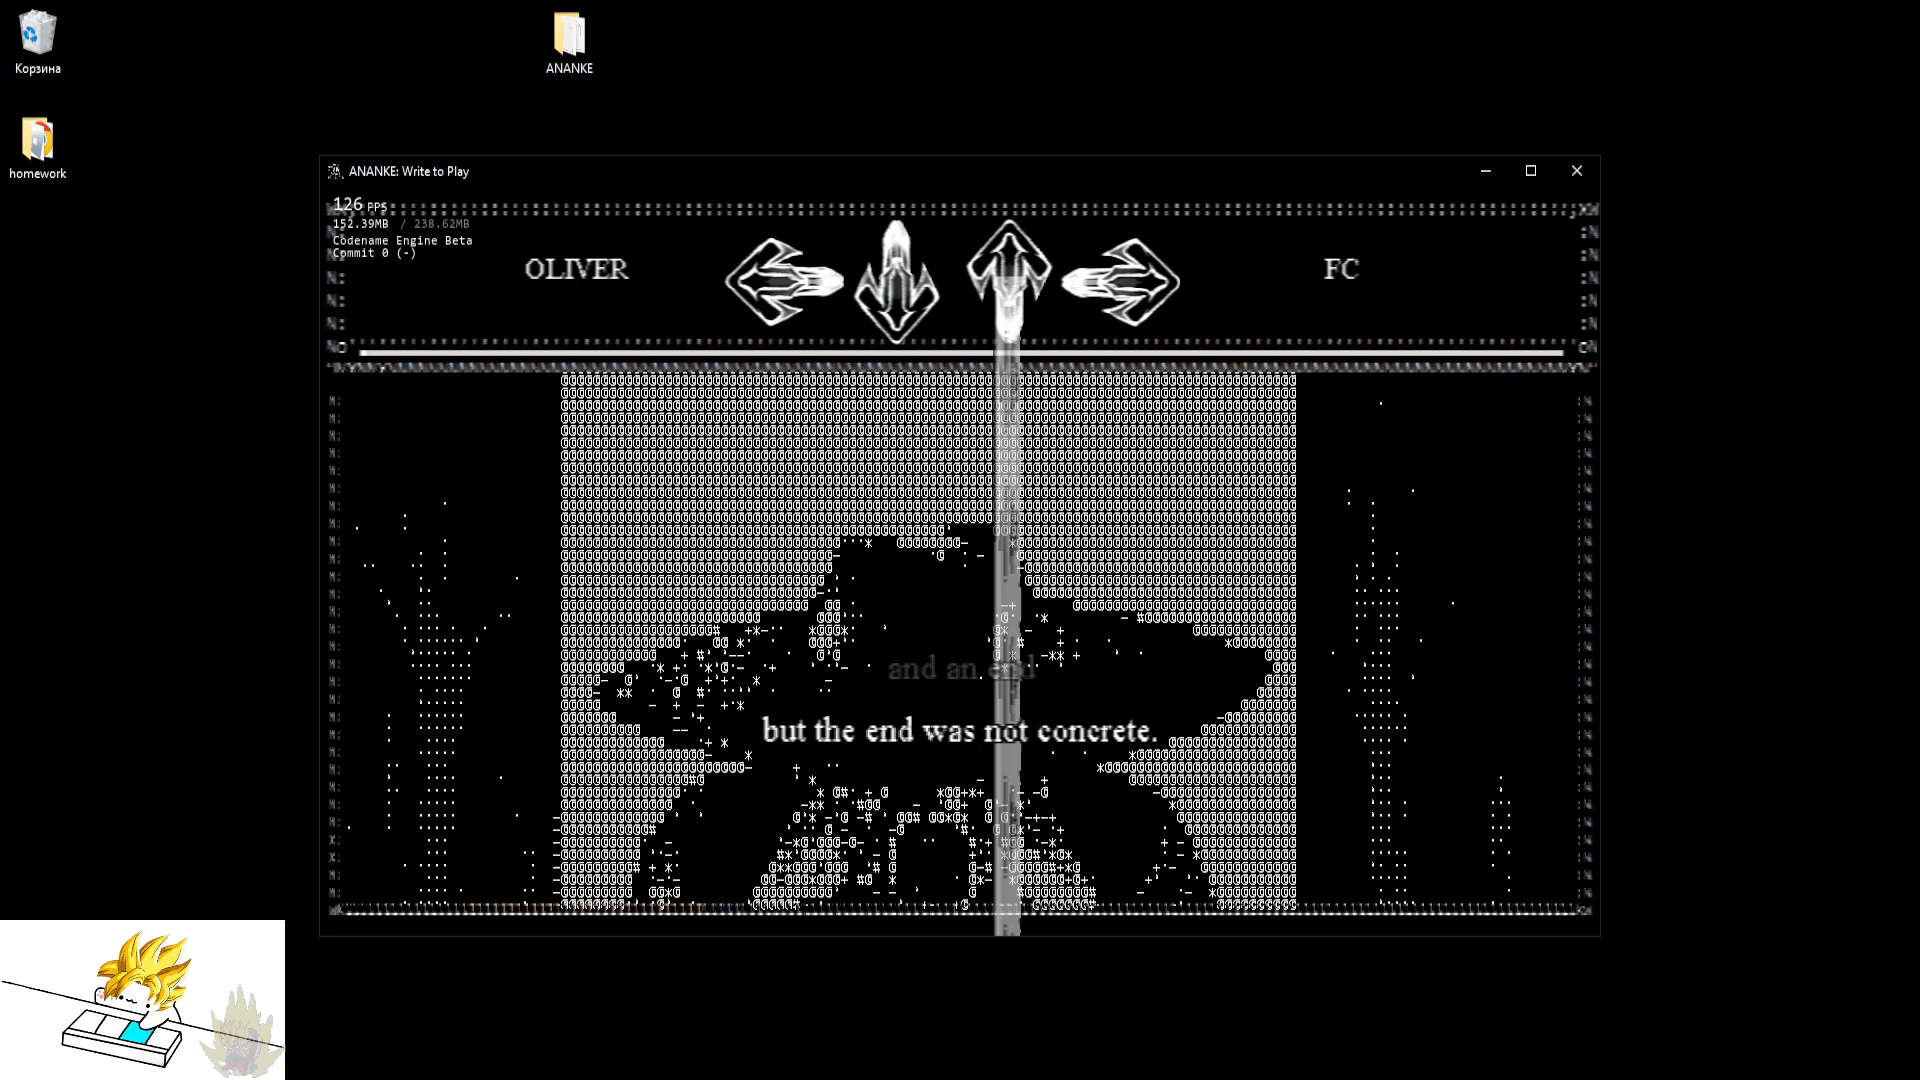 Корзина
ANANKE
homework
ANANKE: Write to Play
126 FPS
152.39MB / 238.62MB
Codename Engine Beta
Commit 0 (-)
OLIVER
FC
and an end
but the end was not concrete.